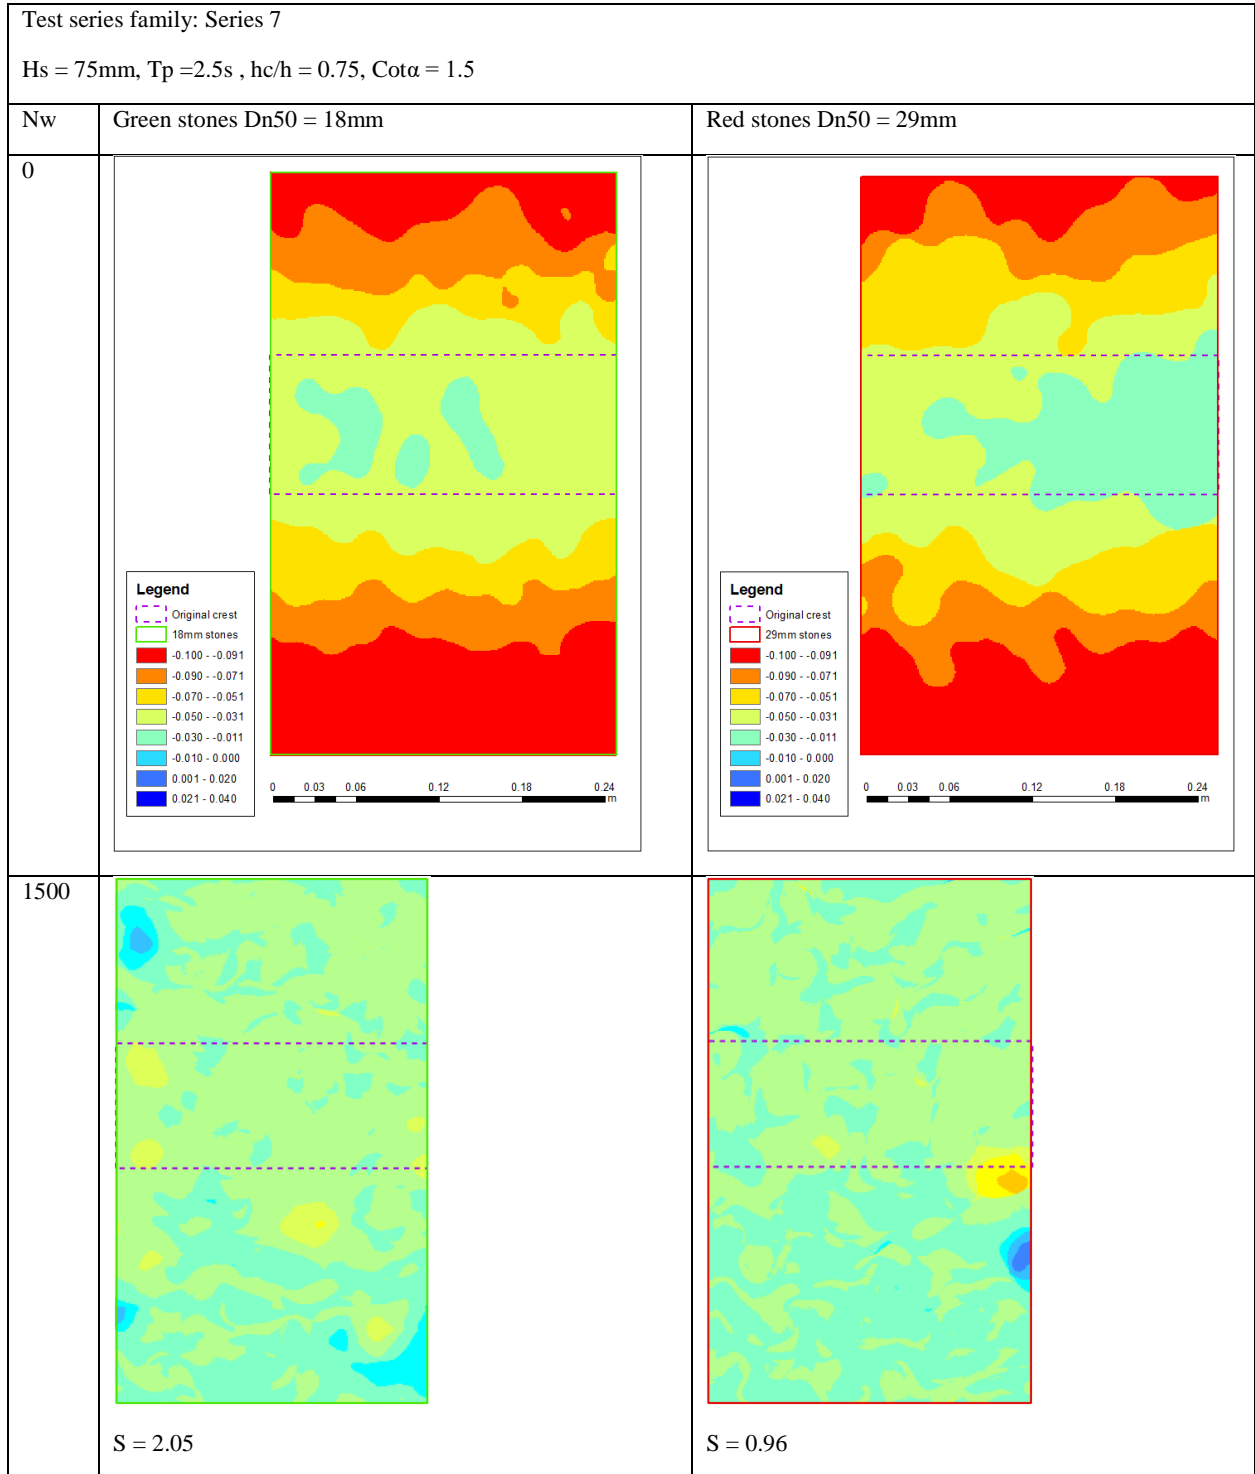 Test series family: Series 7
Hs = 75mm, Tp =2.5s , hc/h = 0.75, Cotα = 1.5
Nw
Green stones Dn50 = 18mm
Red stones Dn50 = 29mm
0
Legend
Original crest
18mm stones
-0.100 - -0.091
-0.090 - -0.071
-0.070 - -0.051
-0.050 - -0.031
-0.030 - -0.011
-0.010 - 0.000
0.001 - 0.020
0.021 - 0.040
0 0.03 0.06 0.12 0.18 0.24
m
Legend
Original crest
29mm stones
-0.100 - -0.091
-0.090 - -0.071
-0.070 - -0.051
-0.050 - -0.031
-0.030 - -0.011
-0.010 - 0.000
0.001 - 0.020
0.021 - 0.040
0 0.03 0.06 0.12 0.18 0.24
m
1500
S = 2.05
S = 0.96